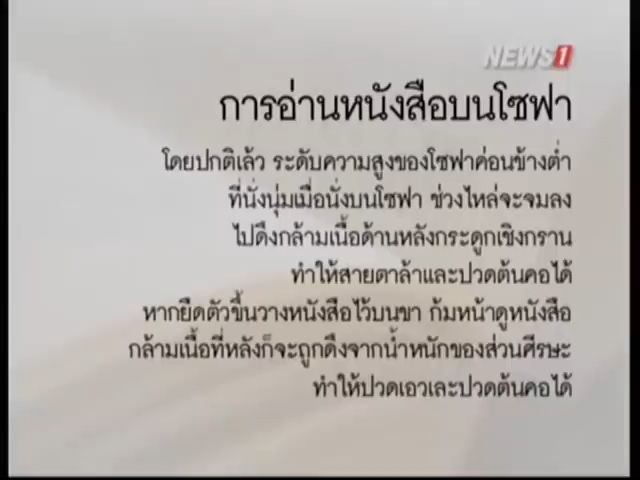 NEWS1
การอ่านหนังสือบนโซฟา
โดยปกติเล้ว ระดับความสูงของโซฟาค่อนข้างต่ำ
ที่นั่งนุ่มเมื่อนั่งบนโซฟา ช่วงไหล่จะจมลง
ไปดึงกล้ามเนื้อด้านหลังกระดูกเชิงกราน
ทำให้สายตาล้าและปวดต้นคอได้
หากยืดตัวขึ้นวางหนังสือไว้บนขา ก้มหน้าดูหนังสือ
กล้ามเนื้อที่หลังก็จะถูกดึงจากน้ำหนักของส่วนศีรษะ
ทำให้ปวดเอวเละปวดต้นคอได้